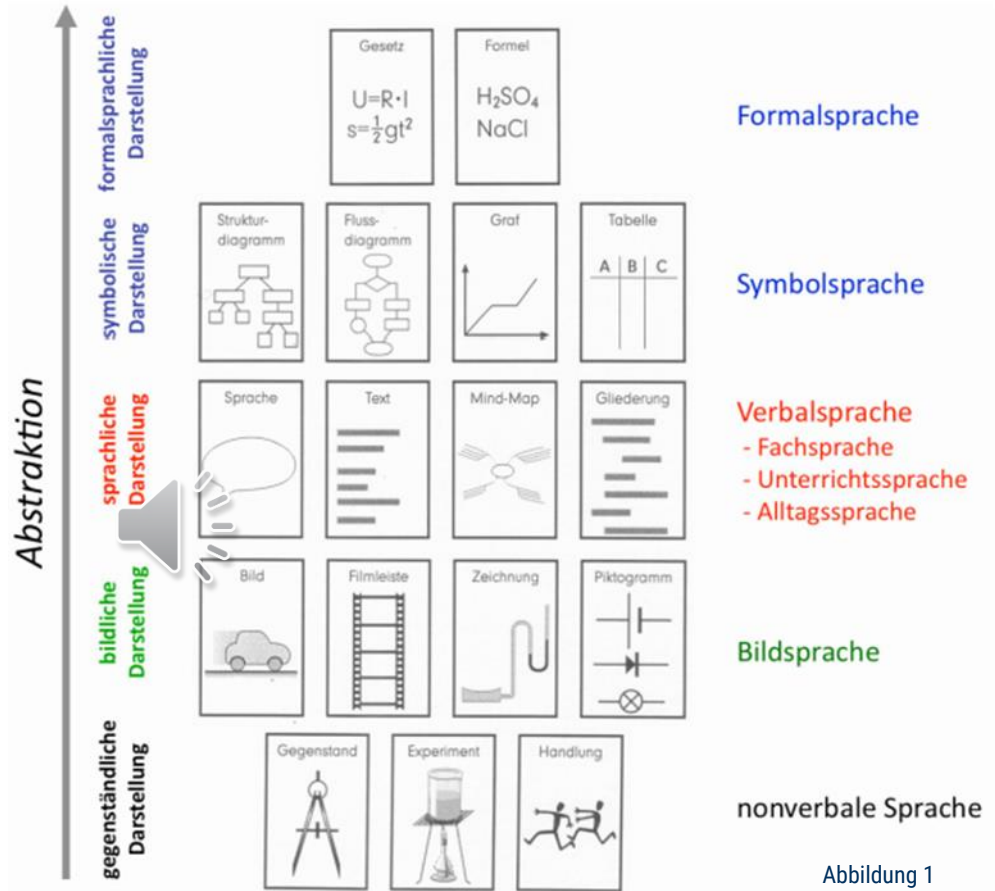 Abstraktion
formalsprachliche
Darstellung
Gesetz
U=R·I
s=½gt²
Formel
H₂SO₄
NaCl
Formalsprache
symbolische
Darstellung
Struktur-
diagramm
Fluss-
diagramm
Graf
Tabelle
A B C
Symbolsprache
sprachliche
Darstellung
Sprache
Text
Mind-Map
Gliederung
Verbalsprache
- Fachsprache
- Unterrichtssprache
- Alltagssprache
bildliche
Darstellung
Bild
Filmleiste
Zeichnung
Piktogramm
Bildsprache
gegenständliche
Darstellung
Gegenstand
Experiment
Handlung
nonverbale Sprache
Abbildung 1